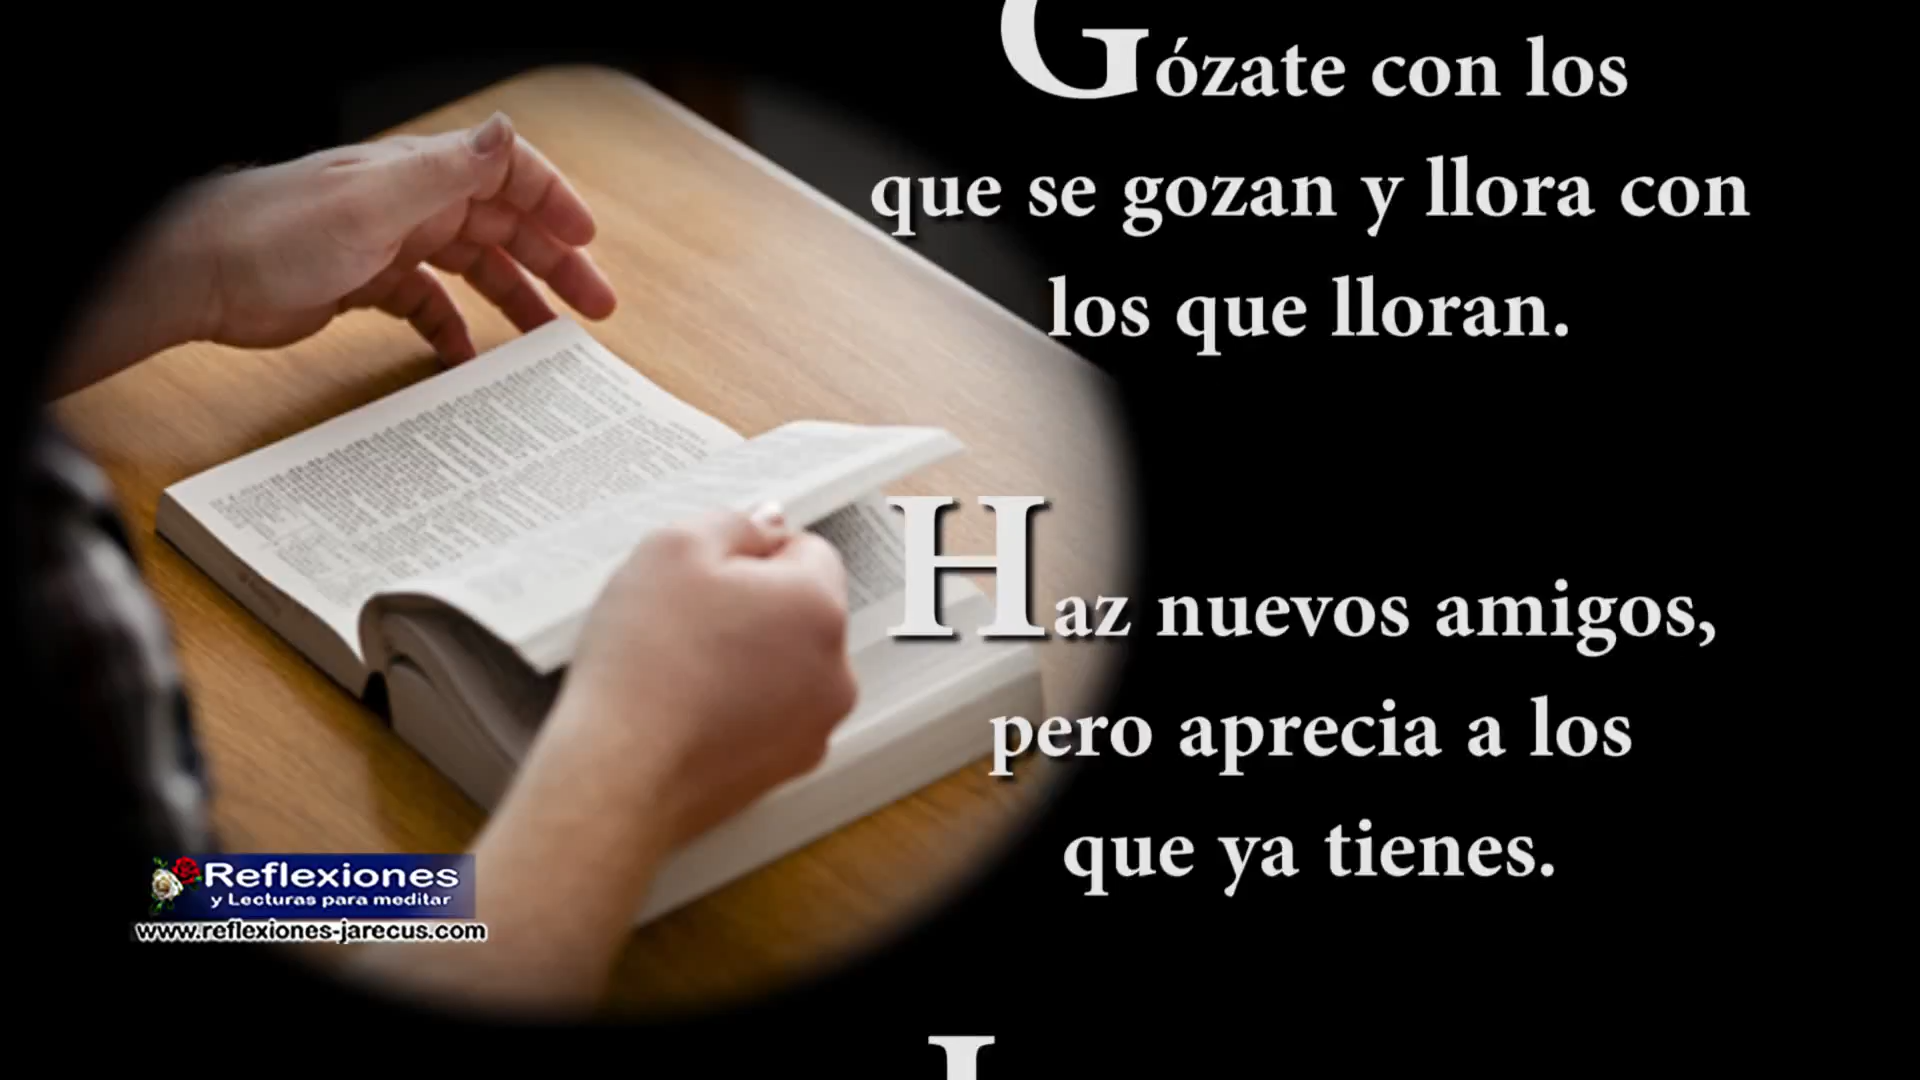 Gózate con los
que se gozan y llora con
los que lloran.
Haz nuevos amigos,
pero aprecia a los
que ya tienes.
Reflexiones
y Lecturas para meditar
www.reflexiones-jarecus.com